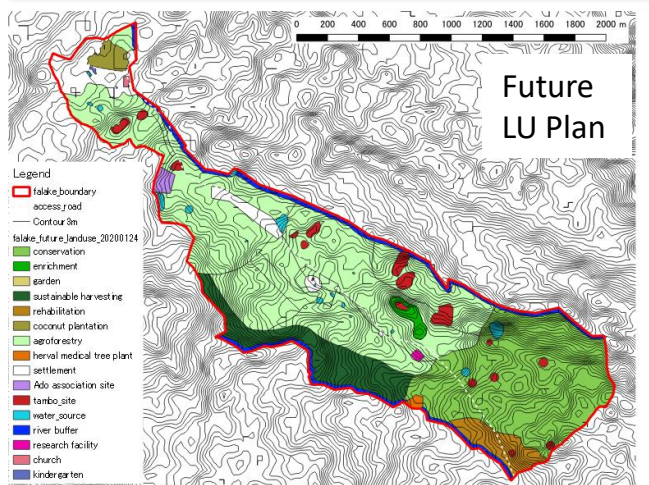 0 200 400 600 800 1000 1200 1400 1600 1800 2000 m
Future
LU Plan
Legend
falake_boundary
access_road
Contour3m
falake_future_landuse_20200124
conservation
enrichment
garden
sustainable harvesting
rehabilitation
coconut plantation
agroforestry
herval medical tree plant
settlement
Ado association site
tambo_site
water_source
river buffer
research facility
church
kindergarten